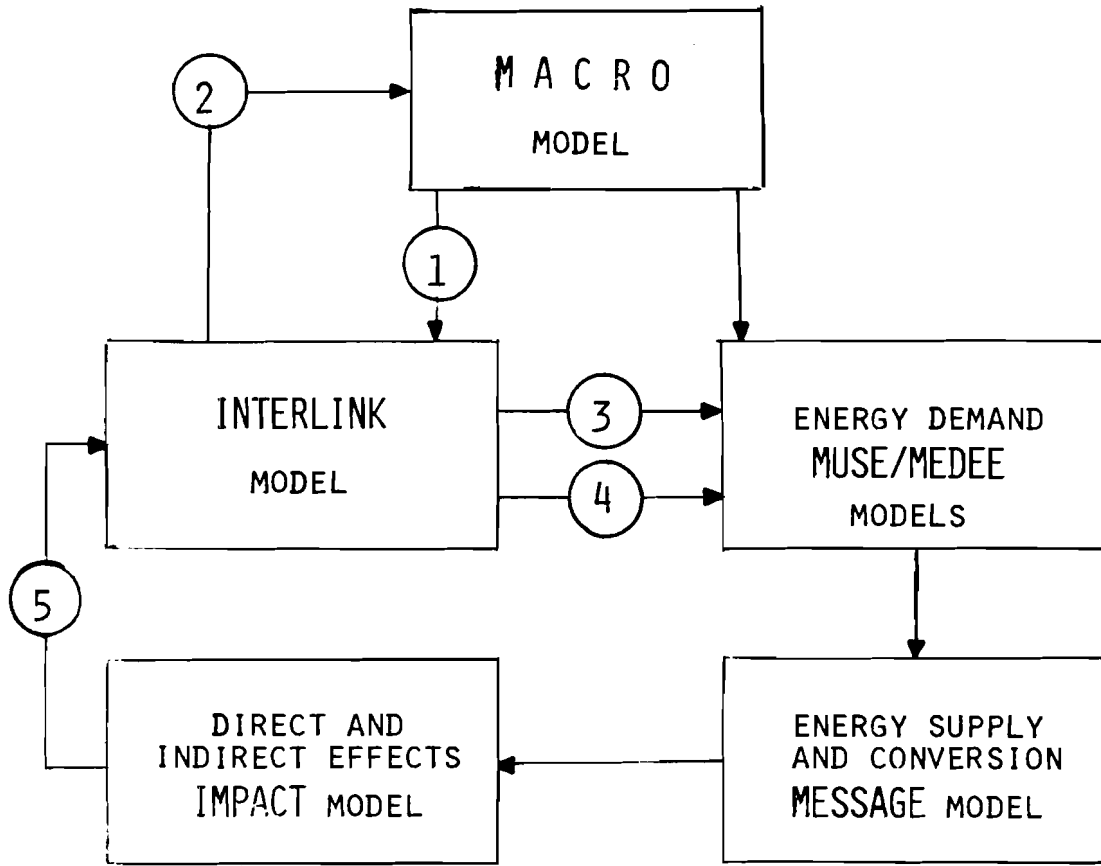 2
M A C R O
MODEL
1
INTERLINK
MODEL
3
4
ENERGY DEMAND
MUSE/MEDEE
MODELS
5
DIRECT AND
INDIRECT EFFECTS
IMPACT MODEL
ENERGY SUPPLY
AND CONVERSION
MESSAGE MODEL